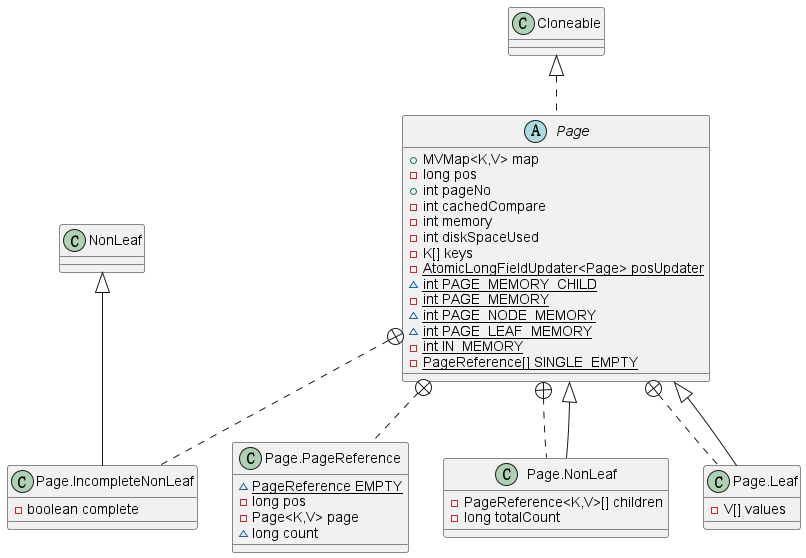 C Cloneable
A Page
MVMap<K,V> map
long pos
int pageNo
int cachedCompare
int memory
int diskSpaceUsed
K[] keys
AtomicLongFieldUpdater<Page> posUpdater
int PAGE_MEMORY_CHILD
int PAGE_MEMORY
int PAGE_NODE_MEMORY
int PAGE_LEAF_MEMORY
int IN_MEMORY
PageReference[] SINGLE_EMPTY
C NonLeaf
C Page.IncompleteNonLeaf
boolean complete
C Page.PageReference
PageReference EMPTY
long pos
Page<K,V> page
long count
C Page.NonLeaf
PageReference<K,V>[] children
long totalCount
C Page.Leaf
V[] values